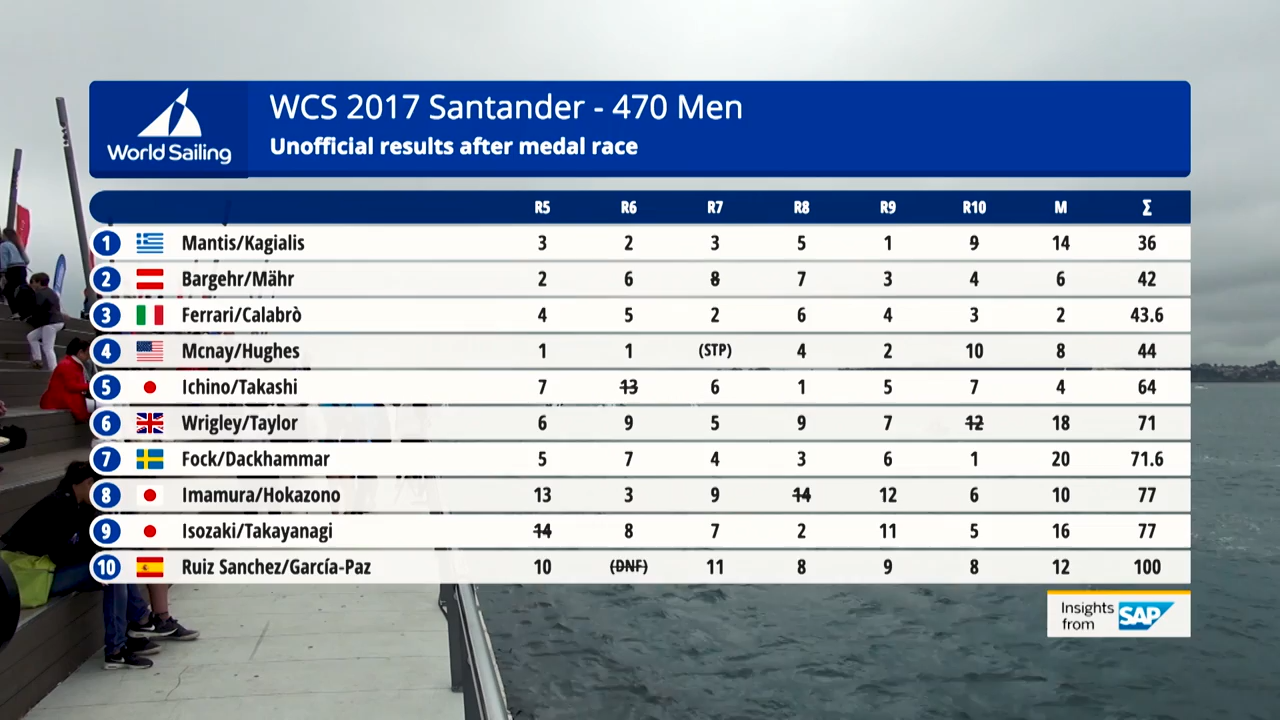 World Sailing
WCS 2017 Santander - 470 Men
Unofficial results after medal race
R5 R6 R7 R8 R9 R10 M Σ
1 Mantis/Kagialis 3 2 3 5 1 9 14 36
2 Bargehr/Mähr 2 6 8 7 3 4 6 42
3 Ferrari/Calabrò 4 5 2 6 4 3 2 43.6
4 Mcnay/Hughes 1 1 (STP) 4 2 10 8 44
5 Ichino/Takashi 7 13 6 1 5 7 4 64
6 Wrigley/Taylor 6 9 5 9 7 12 18 71
7 Fock/Dackhammar 5 7 4 3 6 1 20 71.6
8 Imamura/Hokazono 13 3 9 14 12 6 10 77
9 Isozaki/Takayanagi 14 8 7 2 11 5 16 77
10 Ruiz Sanchez/García-Paz 10 (DNF) 11 8 9 8 12 100
Insights
from SAP